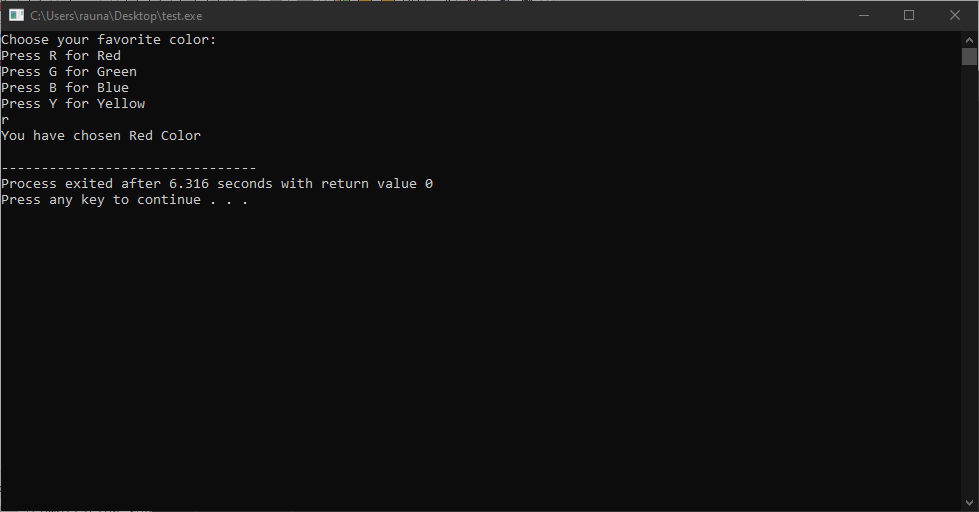 C:\Users\rauna\Desktop\test.exe
Choose your favorite color:
Press R for Red
Press G for Green
Press B for Blue
Press Y for Yellow
r
You have chosen Red Color
--------------------------------
Process exited after 6.316 seconds with return value 0
Press any key to continue . . .